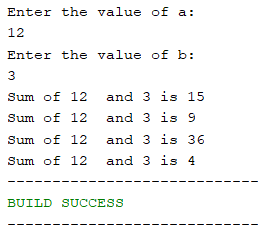 Enter the value of a:
12
Enter the value of b:
3
Sum of 12  and 3 is 15
Sum of 12  and 3 is 9
Sum of 12  and 3 is 36
Sum of 12  and 3 is 4
----------------------------
BUILD SUCCESS
----------------------------